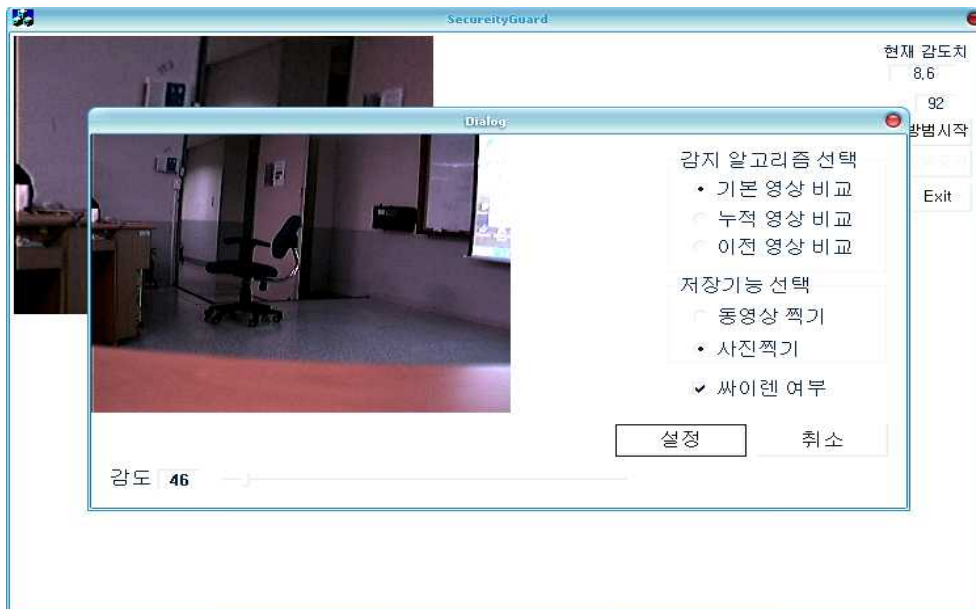 SecureityGuard
현재 감도치
8,6
92
방범시작
Exit
Dialog
감지 알고리즘 선택
기본 영상 비교
누적 영상 비교
이전 영상 비교
저장기능 선택
동영상 찍기
사진찍기
싸이렌 여부
설정
취소
감도 46